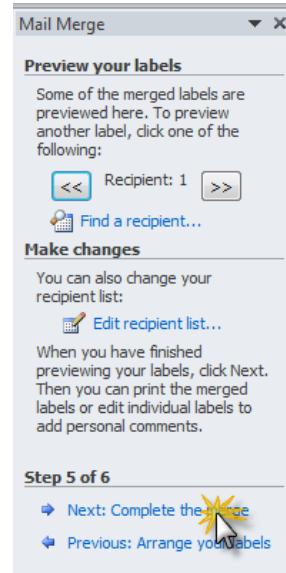 Mail Merge
Preview your labels
Some of the merged labels are
previewed here. To preview
another label, click one of the
following:
<< Recipient: 1 >>
Find a recipient...
Make changes
You can also change your
recipient list:
Edit recipient list...
When you have finished
previewing your labels, click Next.
Then you can print the merged
labels or edit individual labels to
add personal comments.
Step 5 of 6
Next: Complete the merge
Previous: Arrange your labels